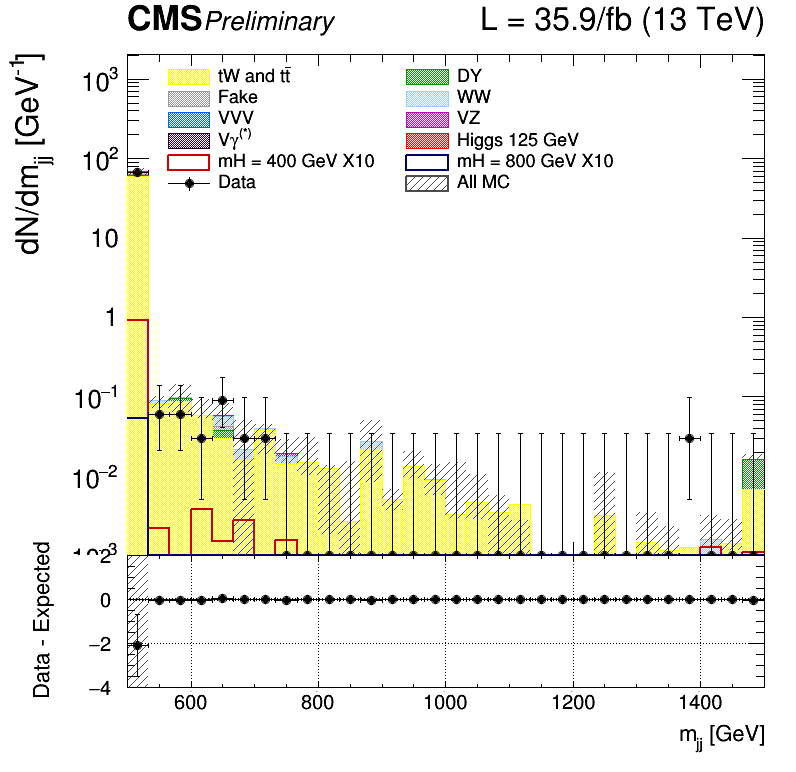 CMS Preliminary L = 35.9/fb (13 TeV)
dN/dm_jj [GeV⁻¹]
10³
10²
10
1
10⁻¹
10⁻²
tW and tt̄
DY
Fake
WW
VVV
VZ
Vγ⁽*⁾
Higgs 125 GeV
mH = 400 GeV X10
mH = 800 GeV X10
Data
All MC
Data - Expected
2
0
−2
−4
600 800 1000 1200 1400
m_jj [GeV]